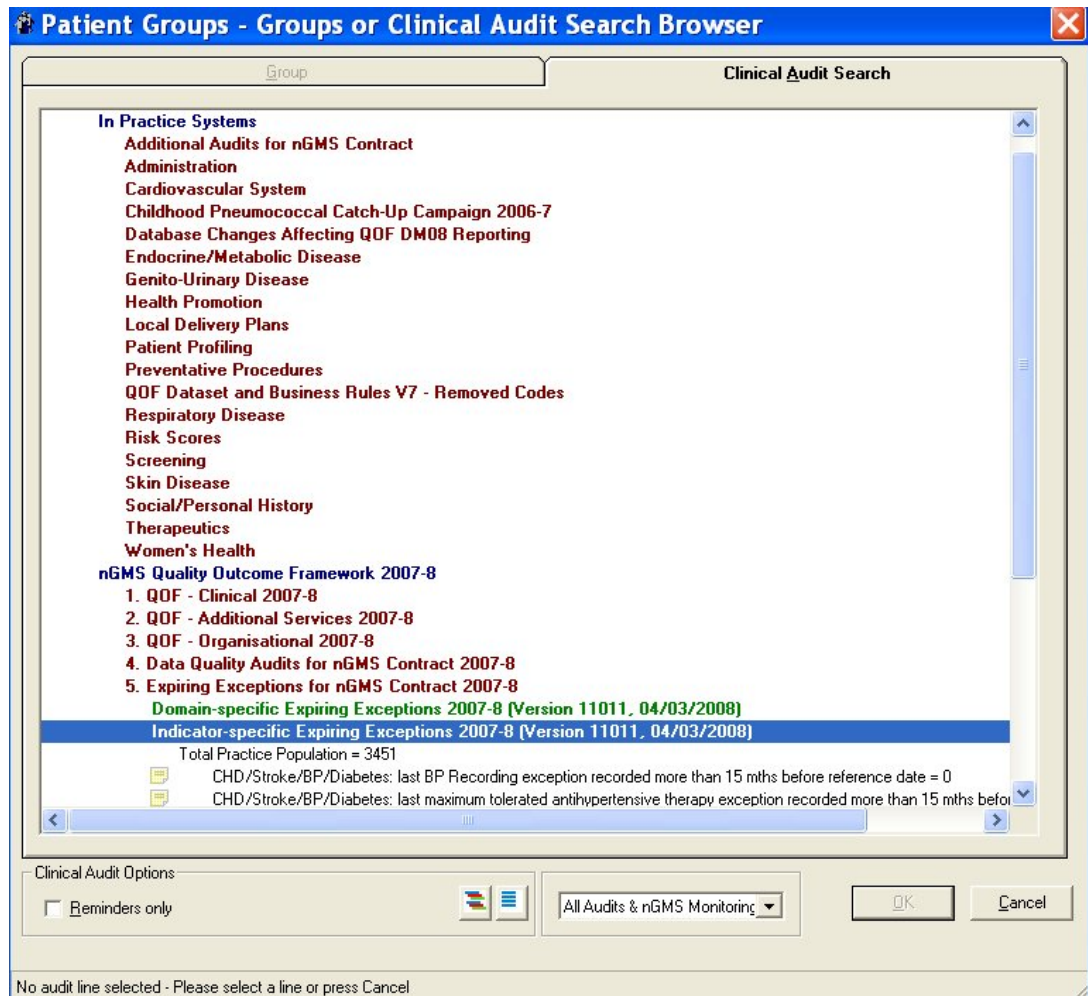 Patient Groups - Groups or Clinical Audit Search Browser
Group
Clinical Audit Search
In Practice Systems
Additional Audits for nGMS Contract
Administration
Cardiovascular System
Childhood Pneumococcal Catch-Up Campaign 2006-7
Database Changes Affecting QOF DM08 Reporting
Endocrine/Metabolic Disease
Genito-Urinary Disease
Health Promotion
Local Delivery Plans
Patient Profiling
Preventative Procedures
QOF Dataset and Business Rules V7 - Removed Codes
Respiratory Disease
Risk Scores
Screening
Skin Disease
Social/Personal History
Therapeutics
Women's Health
nGMS Quality Outcome Framework 2007-8
1. QOF - Clinical 2007-8
2. QOF - Additional Services 2007-8
3. QOF - Organisational 2007-8
4. Data Quality Audits for nGMS Contract 2007-8
5. Expiring Exceptions for nGMS Contract 2007-8
Domain-specific Expiring Exceptions 2007-8 (Version 11011, 04/03/2008)
Indicator-specific Expiring Exceptions 2007-8 (Version 11011, 04/03/2008)
Total Practice Population = 3451
CHD/Stroke/BP/Diabetes: last BP Recording exception recorded more than 15 mths before reference date = 0
CHD/Stroke/BP/Diabetes: last maximum tolerated antihypertensive therapy exception recorded more than 15 mths befo
Clinical Audit Options
Reminders only
All Audits & nGMS Monitoring
OK
Cancel
No audit line selected - Please select a line or press Cancel